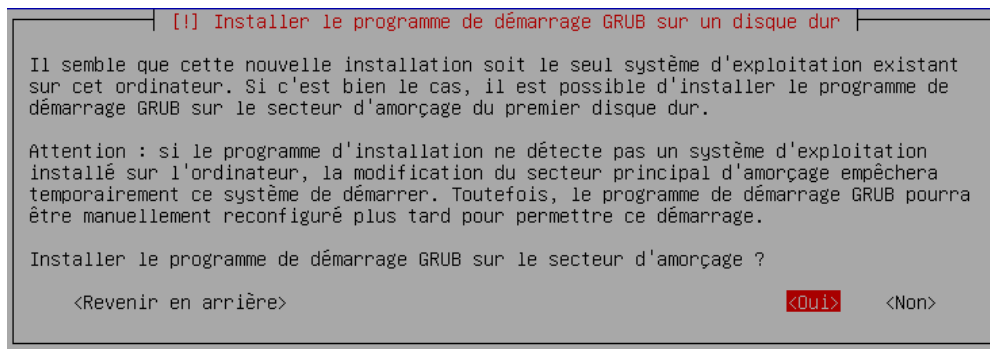 [!] Installer le programme de démarrage GRUB sur un disque dur
Il semble que cette nouvelle installation soit le seul système d'exploitation existant
sur cet ordinateur. Si c'est bien le cas, il est possible d'installer le programme de
démarrage GRUB sur le secteur d'amorçage du premier disque dur.
Attention : si le programme d'installation ne détecte pas un système d'exploitation
installé sur l'ordinateur, la modification du secteur principal d'amorçage empêchera
temporairement ce système de démarrer. Toutefois, le programme de démarrage GRUB pourra
être manuellement reconfiguré plus tard pour permettre ce démarrage.
Installer le programme de démarrage GRUB sur le secteur d'amorçage ?
<Revenir en arrière> <Oui> <Non>